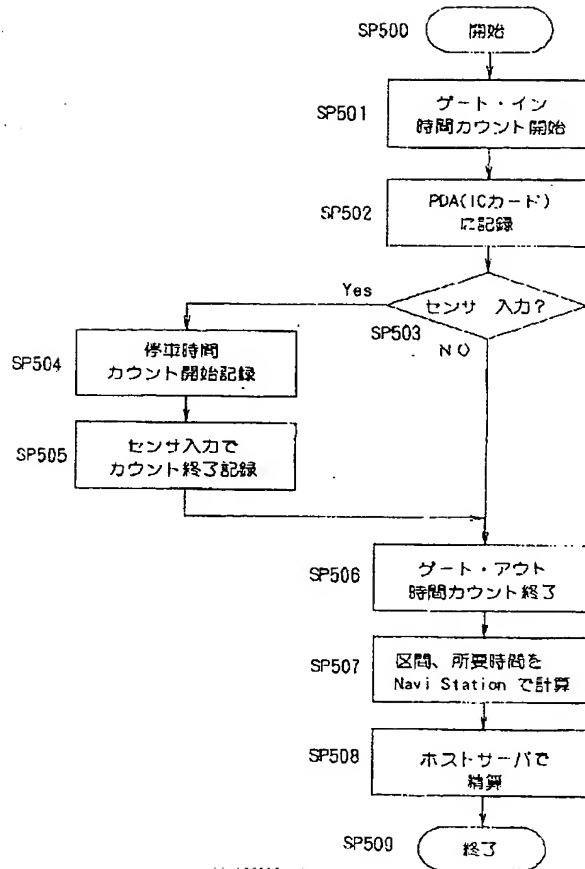 SP500
開始
SP501
ゲート・イン
時間カウント開始
SP502
PDA(ICカード)
に記録
Yes
センサ 入力?
SP503
NO
SP504
停車時間
カウント開始記録
SP505
センサ入力で
カウント終了記録
SP506
ゲート・アウト
時間カウント終了
SP507
区間、所要時間を
Navi Station で計算
SP508
ホストサーバで
精算
SP509
終了